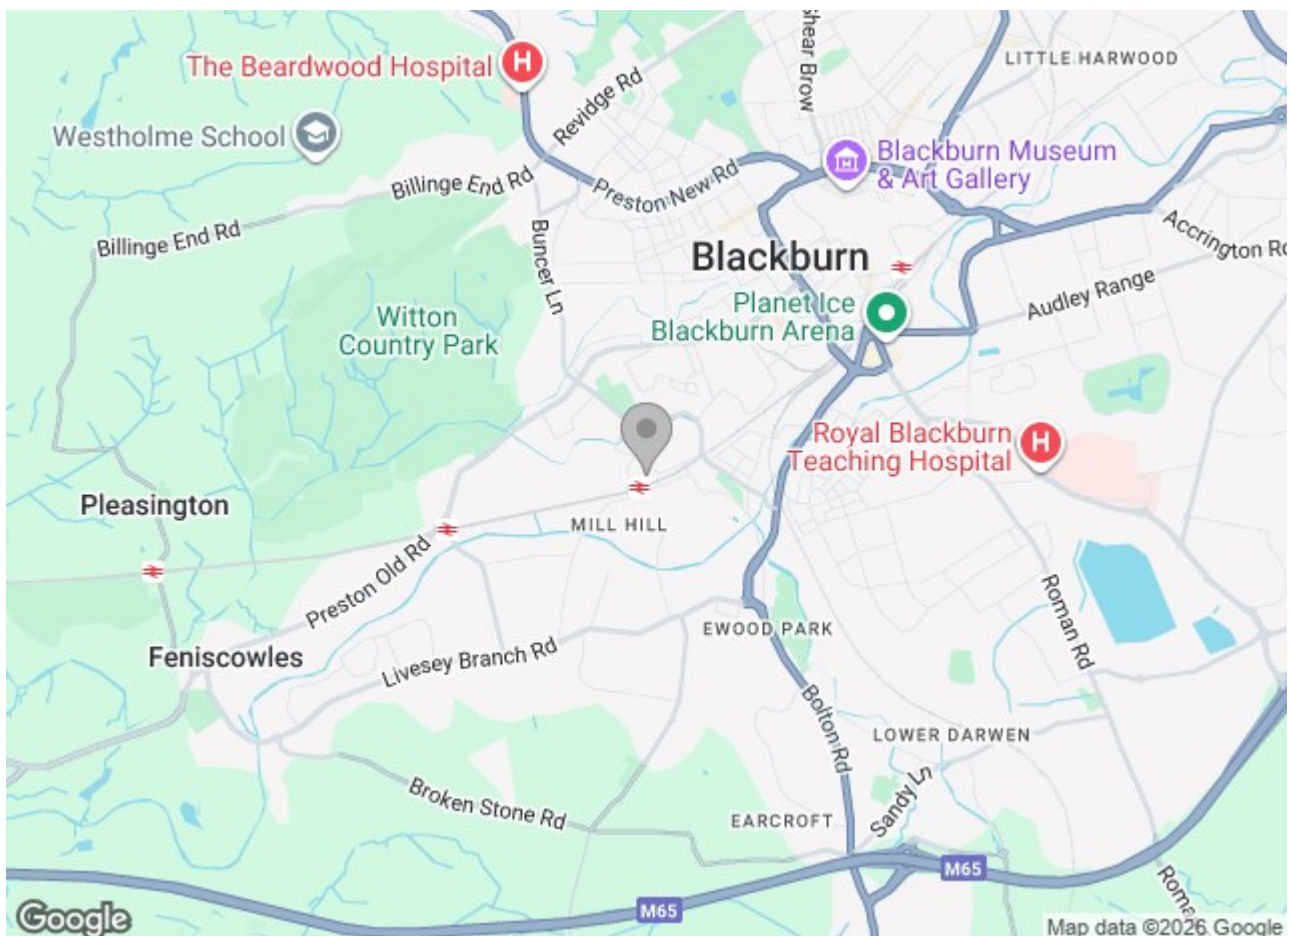 Shear Brow
LITTLE HARWOOD
The Beardwood Hospital
H
Revidge Rd
Westholme School
Blackburn Museum
& Art Gallery
Billinge End Rd
Preston New Rd
Billinge End Rd
Buncer Ln
Accrington Rd
Blackburn
Audley Range
Planet Ice
Blackburn Arena
Witton
Country Park
Royal Blackburn
Teaching Hospital
H
Pleasington
MILL HILL
Preston Old Rd
Roman Rd
EWOOD PARK
Feniscowles
Livesey Branch Rd
Bolton Rd
LOWER DARWEN
Sandy Ln
Broken Stone Rd
EARCROFT
M65
M65
Roma
Google
Map data ©2026 Google